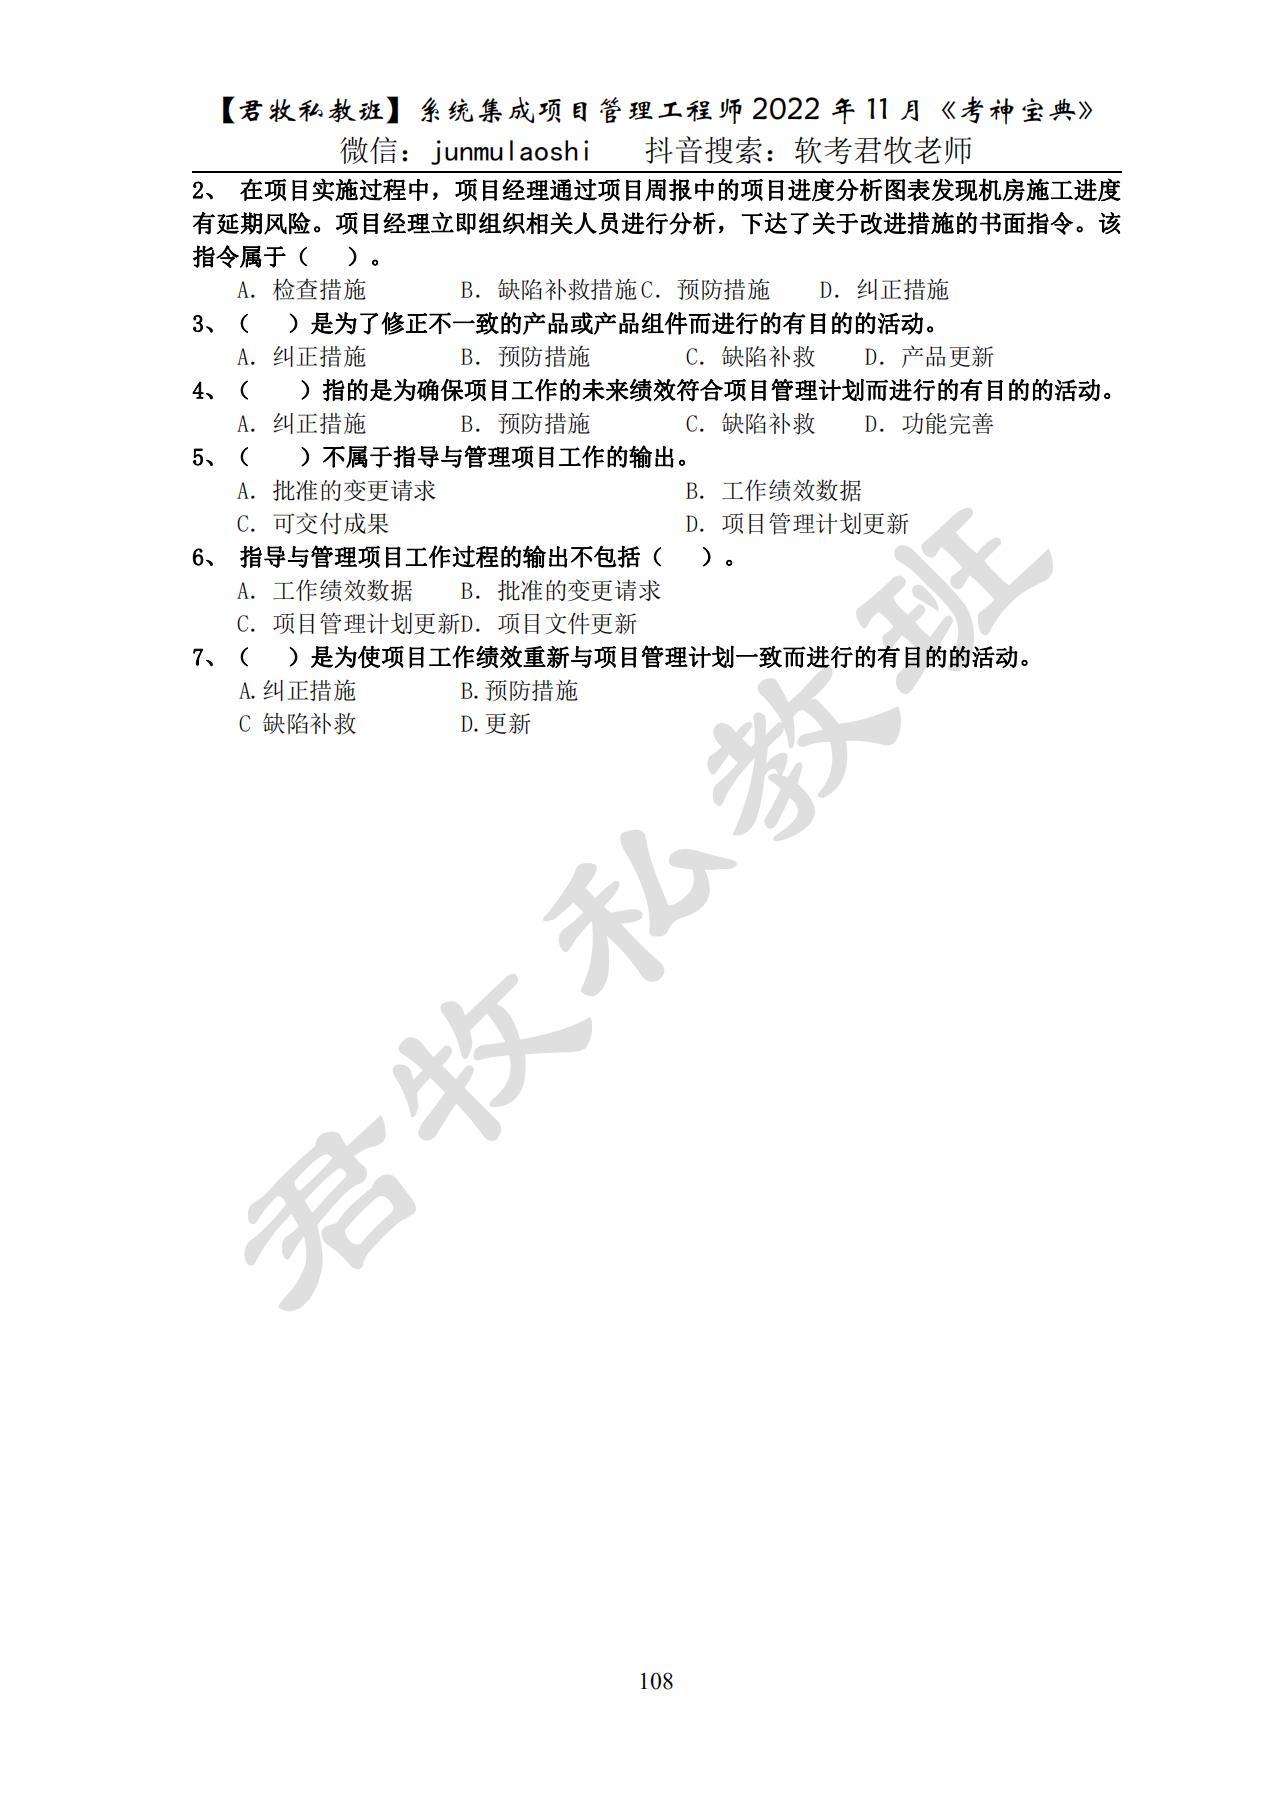 【君牧私教班】系统集成项目管理工程师 2022 年 11 月《考神宝典》
微信：junmulaoshi 抖音搜索：软考君牧老师
2、 在项目实施过程中，项目经理通过项目周报中的项目进度分析图表发现机房施工进度
有延期风险。项目经理立即组织相关人员进行分析，下达了关于改进措施的书面指令。该
指令属于（ ）。
A．检查措施 B．缺陷补救措施 C．预防措施 D．纠正措施
3、（ ）是为了修正不一致的产品或产品组件而进行的有目的的活动。
A．纠正措施 B．预防措施 C．缺陷补救 D．产品更新
4、（ ）指的是为确保项目工作的未来绩效符合项目管理计划而进行的有目的的活动。
A．纠正措施 B．预防措施 C．缺陷补救 D．功能完善
5、（ ）不属于指导与管理项目工作的输出。
A．批准的变更请求 B．工作绩效数据
C．可交付成果 D．项目管理计划更新
6、 指导与管理项目工作过程的输出不包括（ ）。
A．工作绩效数据 B．批准的变更请求
C．项目管理计划更新D．项目文件更新
7、（ ）是为使项目工作绩效重新与项目管理计划一致而进行的有目的的活动。
A.纠正措施 B.预防措施
C 缺陷补救 D.更新
君牧私教班
108